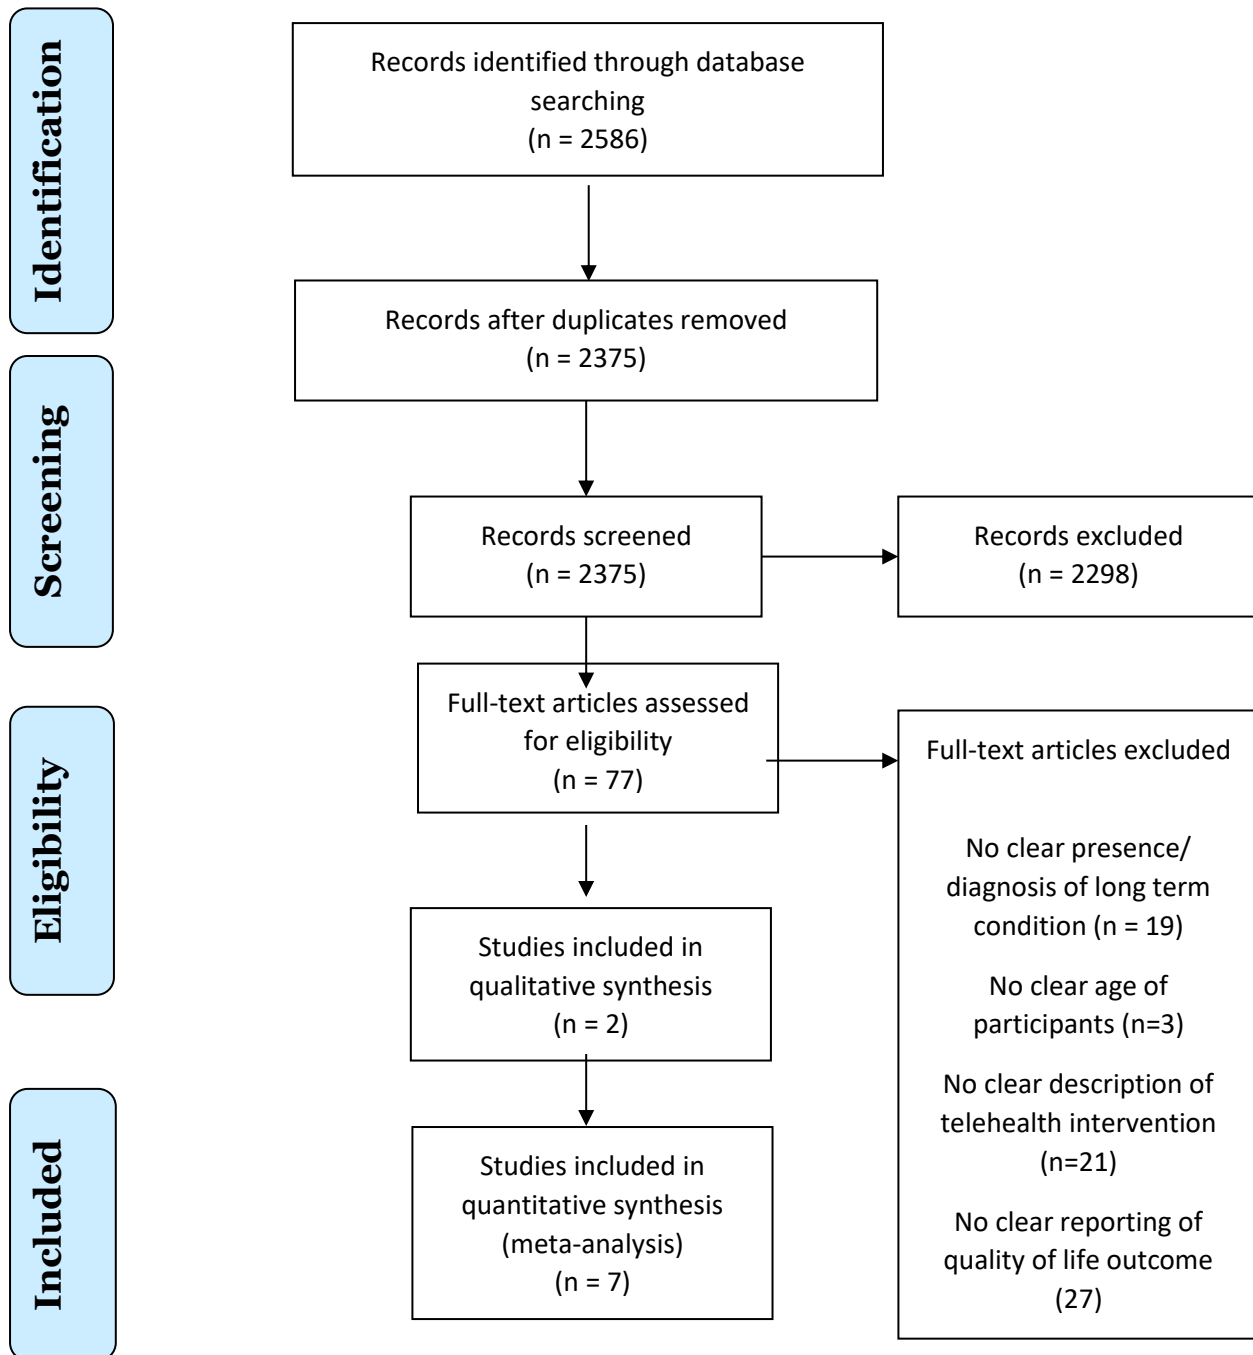 Identification
Records identified through database
searching
(n = 2586)
Records after duplicates removed
(n = 2375)
Screening
Records screened
(n = 2375)
Records excluded
(n = 2298)
Eligibility
Full-text articles assessed
for eligibility
(n = 77)
Full-text articles excluded
No clear presence/
diagnosis of long term
condition (n = 19)
No clear age of
participants (n=3)
No clear description of
telehealth intervention
(n=21)
No clear reporting of
quality of life outcome
(27)
Studies included in
qualitative synthesis
(n = 2)
Included
Studies included in
quantitative synthesis
(meta-analysis)
(n = 7)